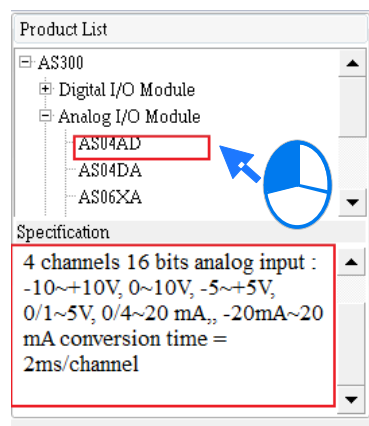 Product List
AS300
Digital I/O Module
Analog I/O Module
AS04AD
AS04DA
AS06XA
Specification
4 channels 16 bits analog input :
-10~+10V, 0~10V, -5~+5V,
0/1~5V, 0/4~20 mA,, -20mA~20
mA conversion time =
2ms/channel